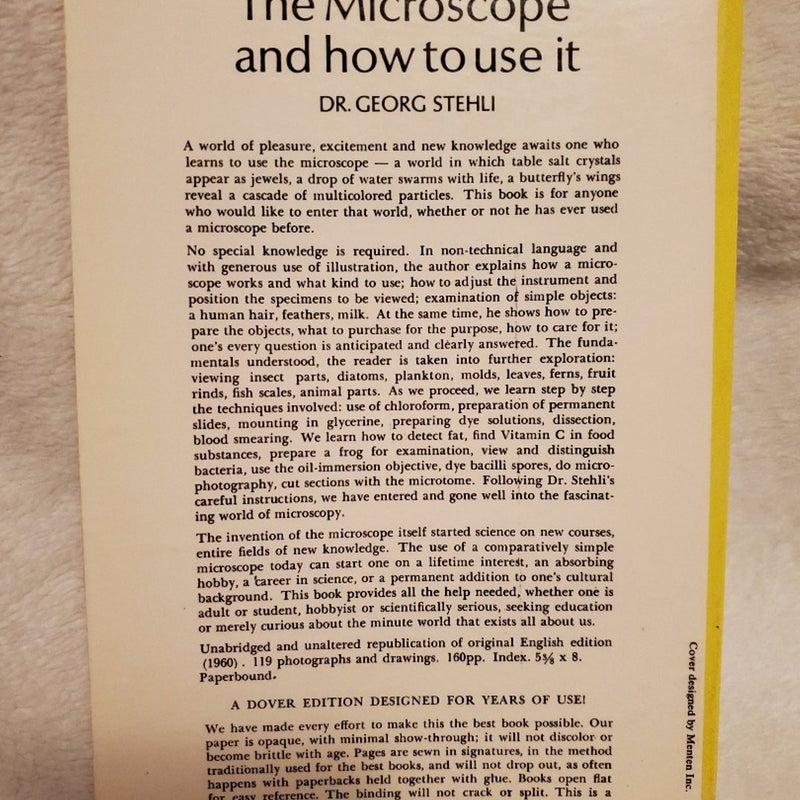 The Microscope
and how to use it
DR. GEORG STEHLI
A world of pleasure, excitement and new knowledge awaits one who
learns to use the microscope — a world in which table salt crystals
appear as jewels, a drop of water swarms with life, a butterfly's wings
reveal a cascade of multicolored particles. This book is for anyone
who would like to enter that world, whether or not he has ever used
a microscope before.
No special knowledge is required. In non-technical language and
with generous use of illustration, the author explains how a micro-
scope works and what kind to use; how to adjust the instrument and
position the specimens to be viewed; examination of simple objects:
a human hair, feathers, milk. At the same time, he shows how to pre-
pare the objects, what to purchase for the purpose, how to care for it;
one's every question is anticipated and clearly answered. The funda-
mentals understood, the reader is taken into further exploration:
viewing insect parts, diatoms, plankton, molds, leaves, ferns, fruit
rinds, fish scales, animal parts. As we proceed, we learn step by step
the techniques involved: use of chloroform, preparation of permanent
slides, mounting in glycerine, preparing dye solutions, dissection,
blood smearing. We learn how to detect fat, find Vitamin C in food
substances, prepare a frog for examination, view and distinguish
bacteria, use the oil-immersion objective, dye bacilli spores, do micro-
photography, cut sections with the microtome. Following Dr. Stehli's
careful instructions, we have entered and gone well into the fascinat-
ing world of microscopy.
The invention of the microscope itself started science on new courses,
entire fields of new knowledge. The use of a comparatively simple
microscope today can start one on a lifetime interest, an absorbing
hobby, a career in science, or a permanent addition to one's cultural
background. This book provides all the help needed, whether one is
adult or student, hobbyist or scientifically serious, seeking education
or merely curious about the minute world that exists all about us.
Unabridged and unaltered republication of original English edition
(1960). 119 photographs and drawings. 160pp. Index. 5⅜ x 8.
Paperbound.
A DOVER EDITION DESIGNED FOR YEARS OF USE!
We have made every effort to make this the best book possible. Our
paper is opaque, with minimal show-through; it will not discolor or
become brittle with age. Pages are sewn in signatures, in the method
traditionally used for the best books, and will not drop out, as often
happens with paperbacks held together with glue. Books open flat
for easy reference. The binding will not crack or split. This is a
Cover designed by Menten Inc.